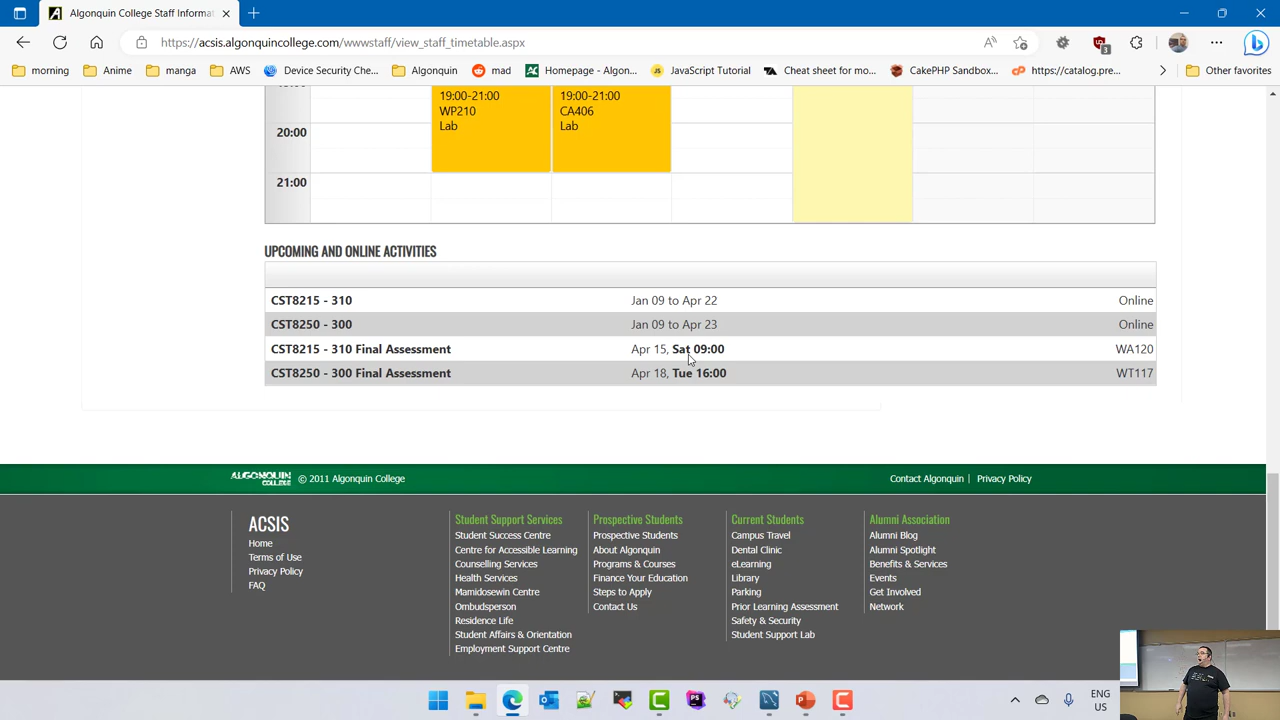 Algonquin College Staff Informat
https://acsis.algonquincollege.com/wwwstaff/view_staff_timetable.aspx
3
morning
Anime
manga
AWS
Device Security Che...
Algonquin
mad
Homepage - Algon...
JavaScript Tutorial
Cheat sheet for mo...
CakePHP Sandbox...
https://catalog.pre...
Other favorites
19:00-21:00
WP210
Lab
19:00-21:00
CA406
Lab
20:00
21:00
UPCOMING AND ONLINE ACTIVITIES
CST8215 - 310 Jan 09 to Apr 22 Online
CST8250 - 300 Jan 09 to Apr 23 Online
CST8215 - 310 Final Assessment Apr 15, Sat 09:00 WA120
CST8250 - 300 Final Assessment Apr 18, Tue 16:00 WT117
ALGONQUIN COLLEGE © 2011 Algonquin College
Contact Algonquin | Privacy Policy
ACSIS
Home
Terms of Use
Privacy Policy
FAQ
Student Support Services
Student Success Centre
Centre for Accessible Learning
Counselling Services
Health Services
Mamidosewin Centre
Ombudsperson
Residence Life
Student Affairs & Orientation
Employment Support Centre
Prospective Students
Prospective Students
About Algonquin
Programs & Courses
Finance Your Education
Steps to Apply
Contact Us
Current Students
Campus Travel
Dental Clinic
eLearning
Library
Parking
Prior Learning Assessment
Safety & Security
Student Support Lab
Alumni Association
Alumni Blog
Alumni Spotlight
Benefits & Services
Events
Get Involved
Network
ENG
US